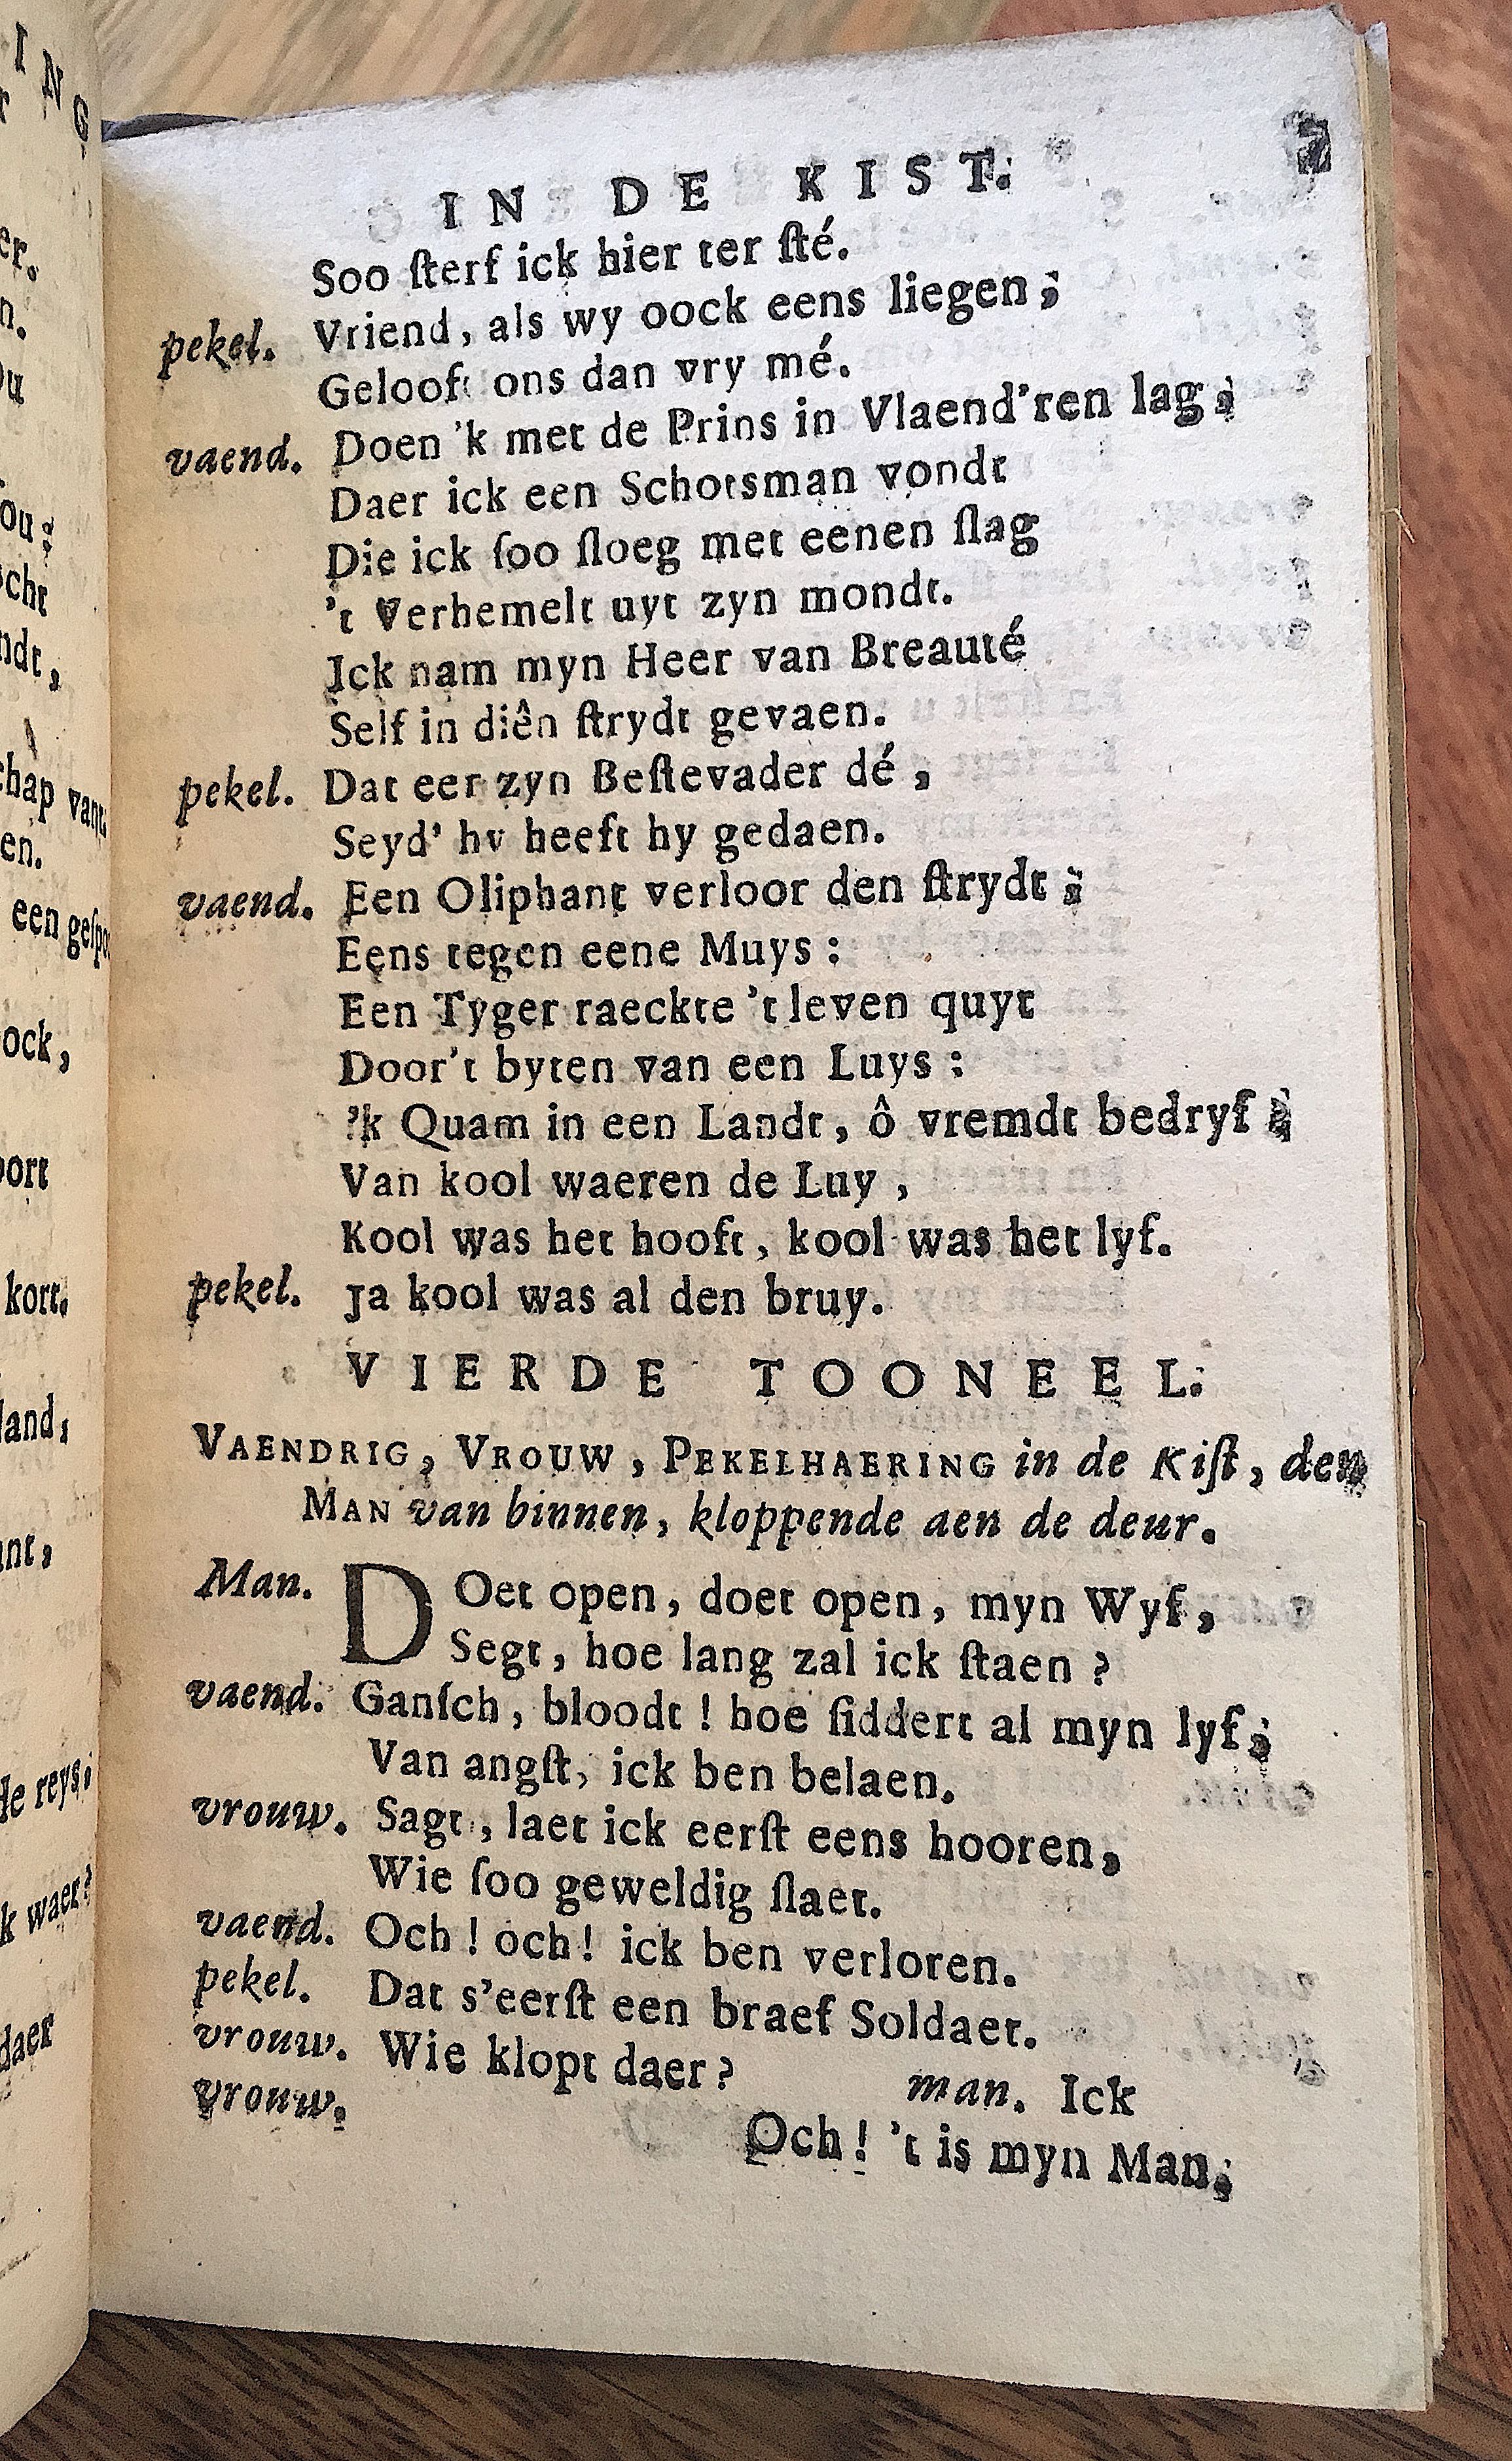 IN DE KIST. 7
Soo ſterf ick hier ter ſté.
pekel. Vriend, als wy oock eens liegen;
Gelooft ons dan vry mé.
vaend. Doen 'k met de Prins in Vlaend'ren lag,
Daer ick een Schotsman vondt
Die ick ſoo ſloeg met eenen ſlag
't Verhemelt uyt zyn mondt.
Ick nam myn Heer van Breauté
Self in diên ſtrydt gevaen.
pekel. Dat eer zyn Beſtevader dé,
Seyd' hy heeft hy gedaen.
vaend. Een Oliphant verloor den ſtrydt;
Eens tegen eene Muys:
Een Tyger raeckte 't leven quyt
Door't byten van een Luys:
'k Quam in een Landt, ô vremdt bedryf
Van kool waeren de Luy,
Kool was het hooft, kool was het lyf.
pekel. Ja kool was al den bruy.
VIERDE TOONEEL.
VAENDRIG, VROUW, PEKELHAERING in de Kiſt, den
MAN van binnen, kloppende aen de deur.
Man. DOet open, doet open, myn Wyf,
Segt, hoe lang zal ick ſtaen?
vaend. Ganſch, bloodt! hoe ſiddert al myn lyf;
Van angſt, ick ben belaen.
vrouw. Sagt, laet ick eerſt eens hooren,
Wie ſoo geweldig ſlaet.
vaend. Och! och! ick ben verloren.
pekel. Dat s'eerſt een braef Soldaet.
vrouw. Wie klopt daer? man. Ick
vrouw. Och! 't is myn Man;